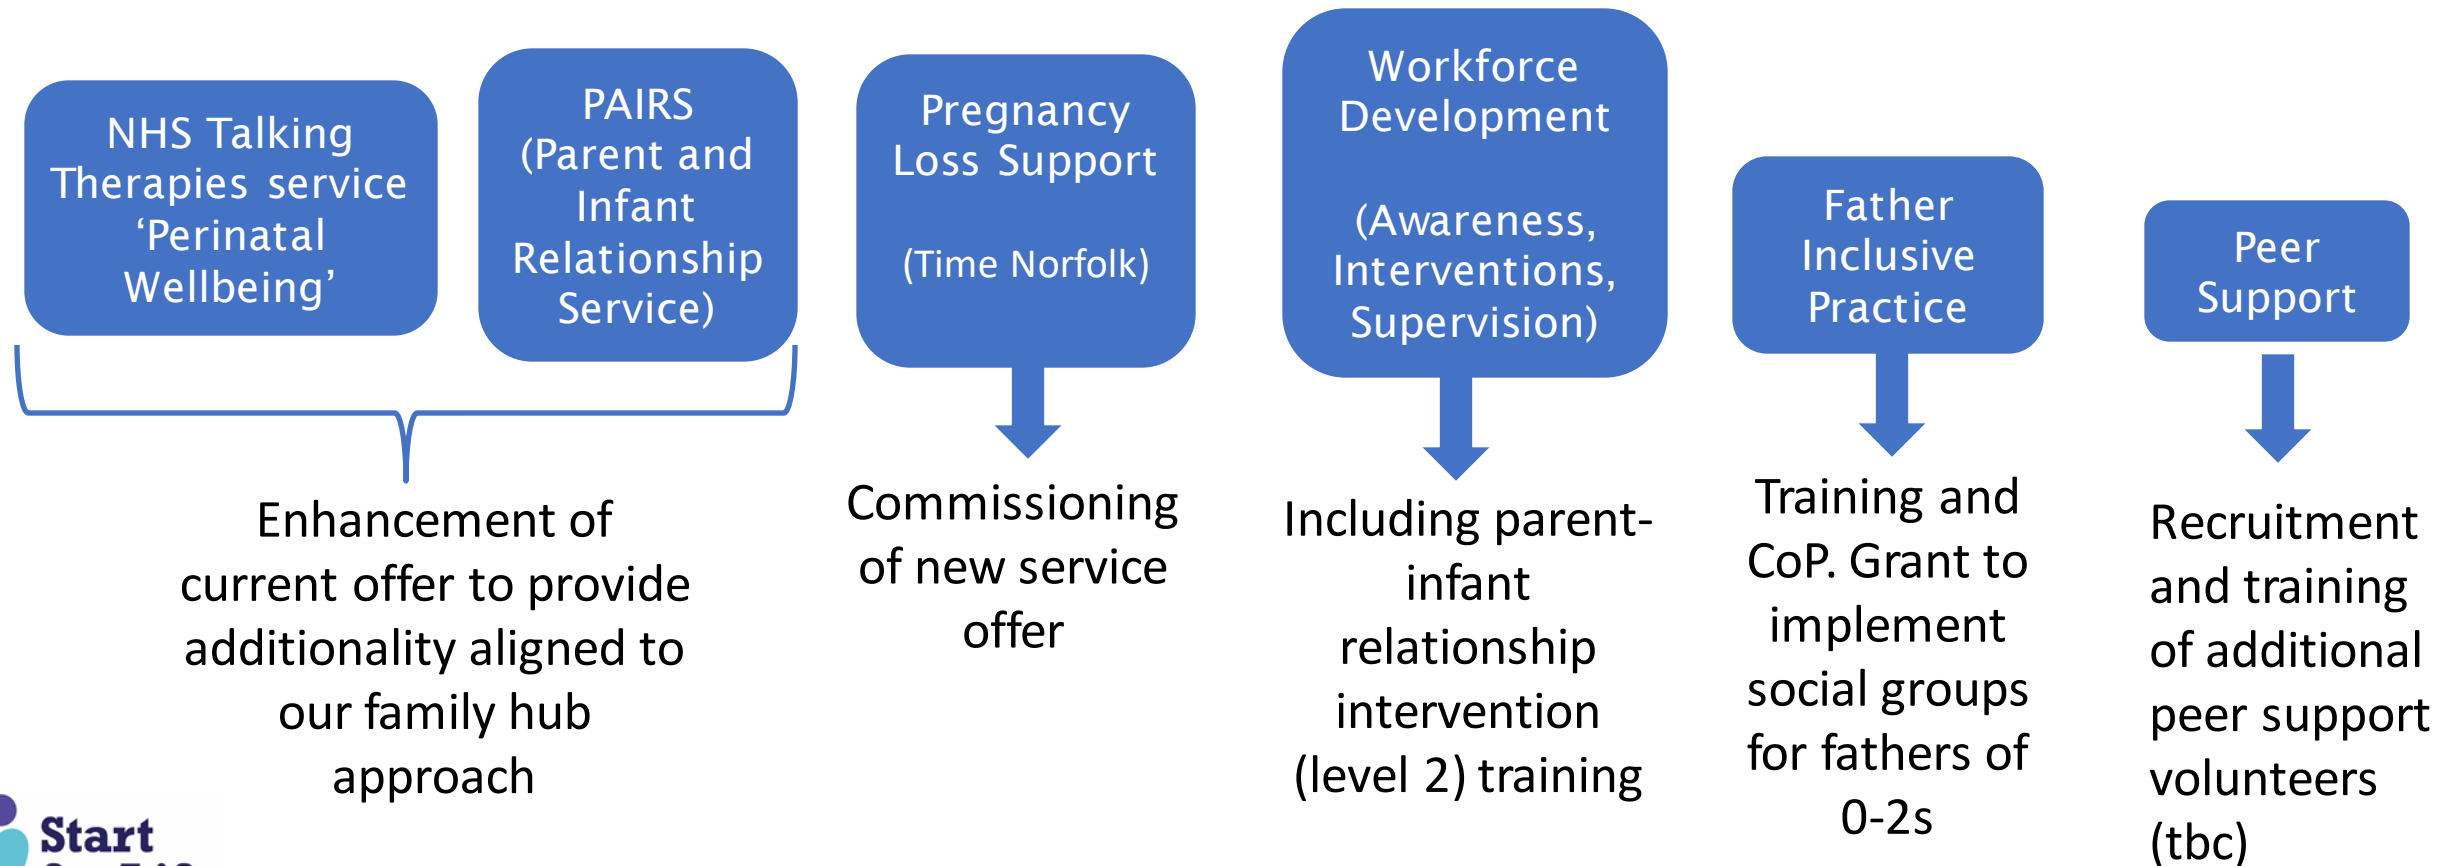 NHS Talking
Therapies service
‘Perinatal
Wellbeing’
PAIRS
(Parent and
Infant
Relationship
Service)
Enhancement of
current offer to provide
additionality aligned to
our family hub
approach
Pregnancy
Loss Support
(Time Norfolk)
Commissioning
of new service
offer
Workforce
Development
(Awareness,
Interventions,
Supervision)
Including parent-
infant
relationship
intervention
(level 2) training
Father
Inclusive
Practice
Training and
CoP. Grant to
implement
social groups
for fathers of
0-2s
Peer
Support
Recruitment
and training
of additional
peer support
volunteers
(tbc)
Start